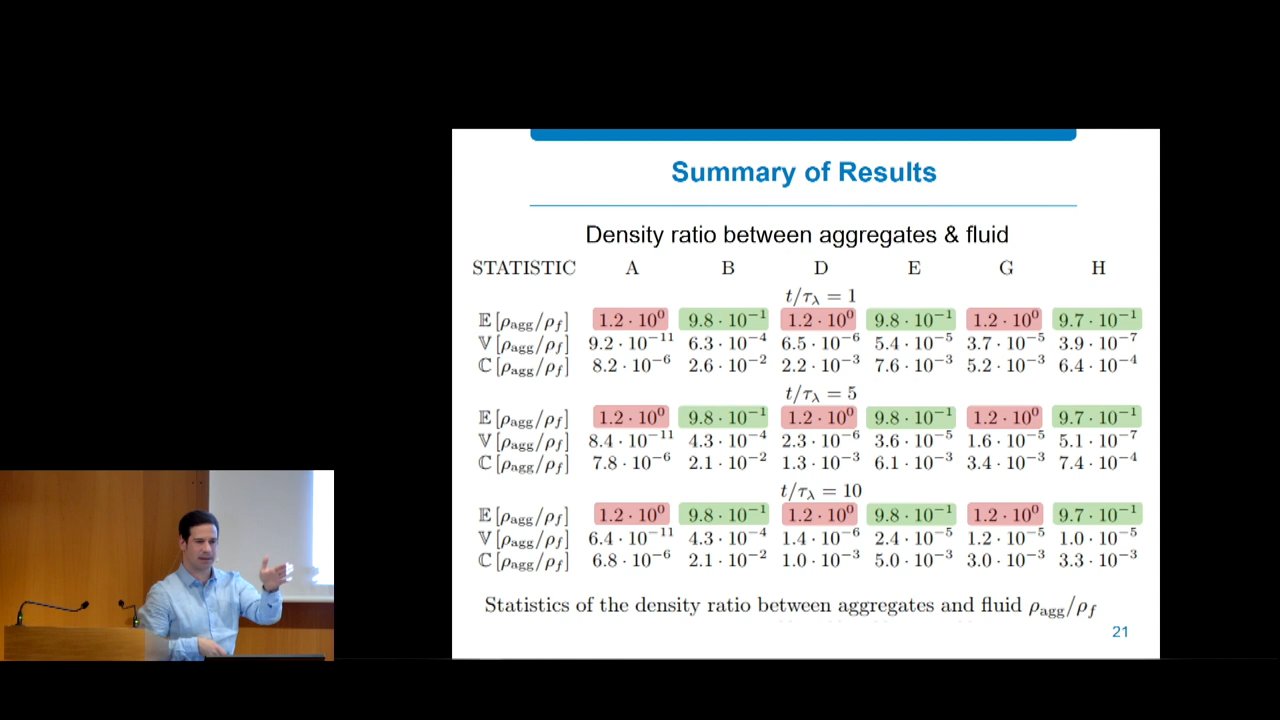 Summary of Results
Density ratio between aggregates & fluid
STATISTIC A B D E G H
t/τλ = 1
𝔼[ρagg/ρf] 1.2 · 10⁰ 9.8 · 10⁻¹ 1.2 · 10⁰ 9.8 · 10⁻¹ 1.2 · 10⁰ 9.7 · 10⁻¹
𝕍[ρagg/ρf] 9.2 · 10⁻¹¹ 6.3 · 10⁻⁴ 6.5 · 10⁻⁶ 5.4 · 10⁻⁵ 3.7 · 10⁻⁵ 3.9 · 10⁻⁷
ℂ[ρagg/ρf] 8.2 · 10⁻⁶ 2.6 · 10⁻² 2.2 · 10⁻³ 7.6 · 10⁻³ 5.2 · 10⁻³ 6.4 · 10⁻⁴
t/τλ = 5
𝔼[ρagg/ρf] 1.2 · 10⁰ 9.8 · 10⁻¹ 1.2 · 10⁰ 9.8 · 10⁻¹ 1.2 · 10⁰ 9.7 · 10⁻¹
𝕍[ρagg/ρf] 8.4 · 10⁻¹¹ 4.3 · 10⁻⁴ 2.3 · 10⁻⁶ 3.6 · 10⁻⁵ 1.6 · 10⁻⁵ 5.1 · 10⁻⁷
ℂ[ρagg/ρf] 7.8 · 10⁻⁶ 2.1 · 10⁻² 1.3 · 10⁻³ 6.1 · 10⁻³ 3.4 · 10⁻³ 7.4 · 10⁻⁴
t/τλ = 10
𝔼[ρagg/ρf] 1.2 · 10⁰ 9.8 · 10⁻¹ 1.2 · 10⁰ 9.8 · 10⁻¹ 1.2 · 10⁰ 9.7 · 10⁻¹
𝕍[ρagg/ρf] 6.4 · 10⁻¹¹ 4.3 · 10⁻⁴ 1.4 · 10⁻⁶ 2.4 · 10⁻⁵ 1.2 · 10⁻⁵ 1.0 · 10⁻⁵
ℂ[ρagg/ρf] 6.8 · 10⁻⁶ 2.1 · 10⁻² 1.0 · 10⁻³ 5.0 · 10⁻³ 3.0 · 10⁻³ 3.3 · 10⁻³
Statistics of the density ratio between aggregates and fluid ρagg/ρf
21